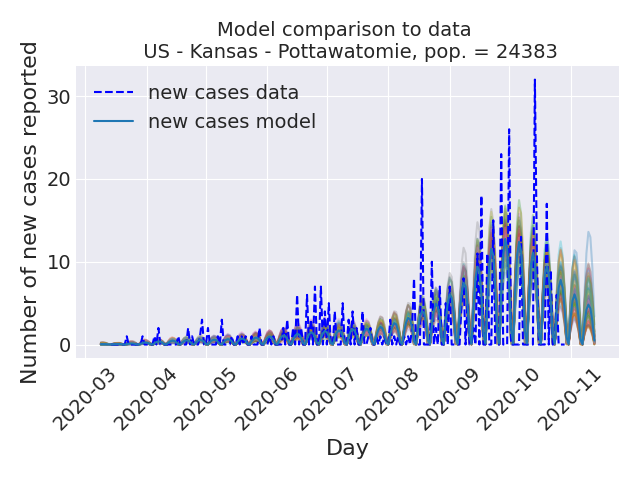 Model comparison to data
US - Kansas - Pottawatomie, pop. = 24383
Number of new cases reported
30
20
10
0
new cases data
new cases model
2020-03
2020-04
2020-05
2020-06
2020-07
2020-08
2020-09
2020-10
2020-11
Day